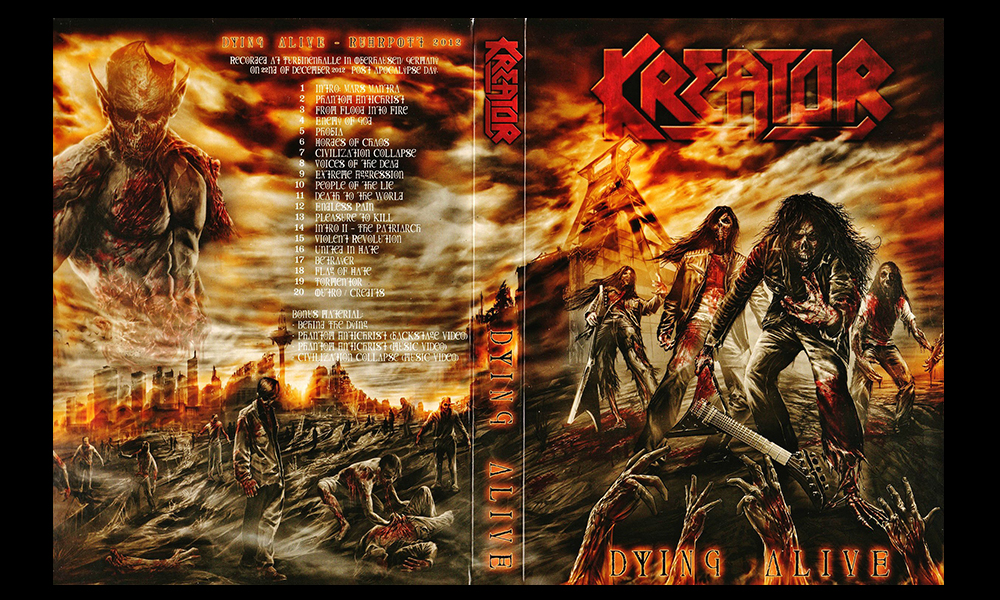 DYING ALIVE - RUHRPOTT 2012
RECORDED AT TURBINENHALLE IN OBERHAUSEN/ GERMANY
ON 22ND OF DECEMBER 2012 POST APOCALYPSE DAY
1 INTRO: MARS MANTRA
2 PHANTOM ANTICHRIST
3 FROM FLOOD INTO FIRE
4 ENEMY OF GOD
5 PHOBIA
6 HORDES OF CHAOS
7 CIVILIZATION COLLAPSE
8 VOICES OF THE DEAD
9 EXTREME AGGRESSION
10 PEOPLE OF THE LIE
11 DEATH TO THE WORLD
12 ENDLESS PAIN
13 PLEASURE TO KILL
14 INTRO II - THE PATRIARCH
15 VIOLENT REVOLUTION
16 UNITED IN HATE
17 BETRAYER
18 FLAG OF HATE
19 TORMENTOR
20 OUTRO / CREDITS
BONUS MATERIAL:
BEHIND THE DYING
PHANTOM ANTICHRIST (BACKSTAGE VIDEO)
PHANTOM ANTICHRIST (MUSIC VIDEO)
CIVILIZATION COLLAPSE (MUSIC VIDEO)
KREATOR
DYING ALIVE
KREATOR
DYING ALIVE